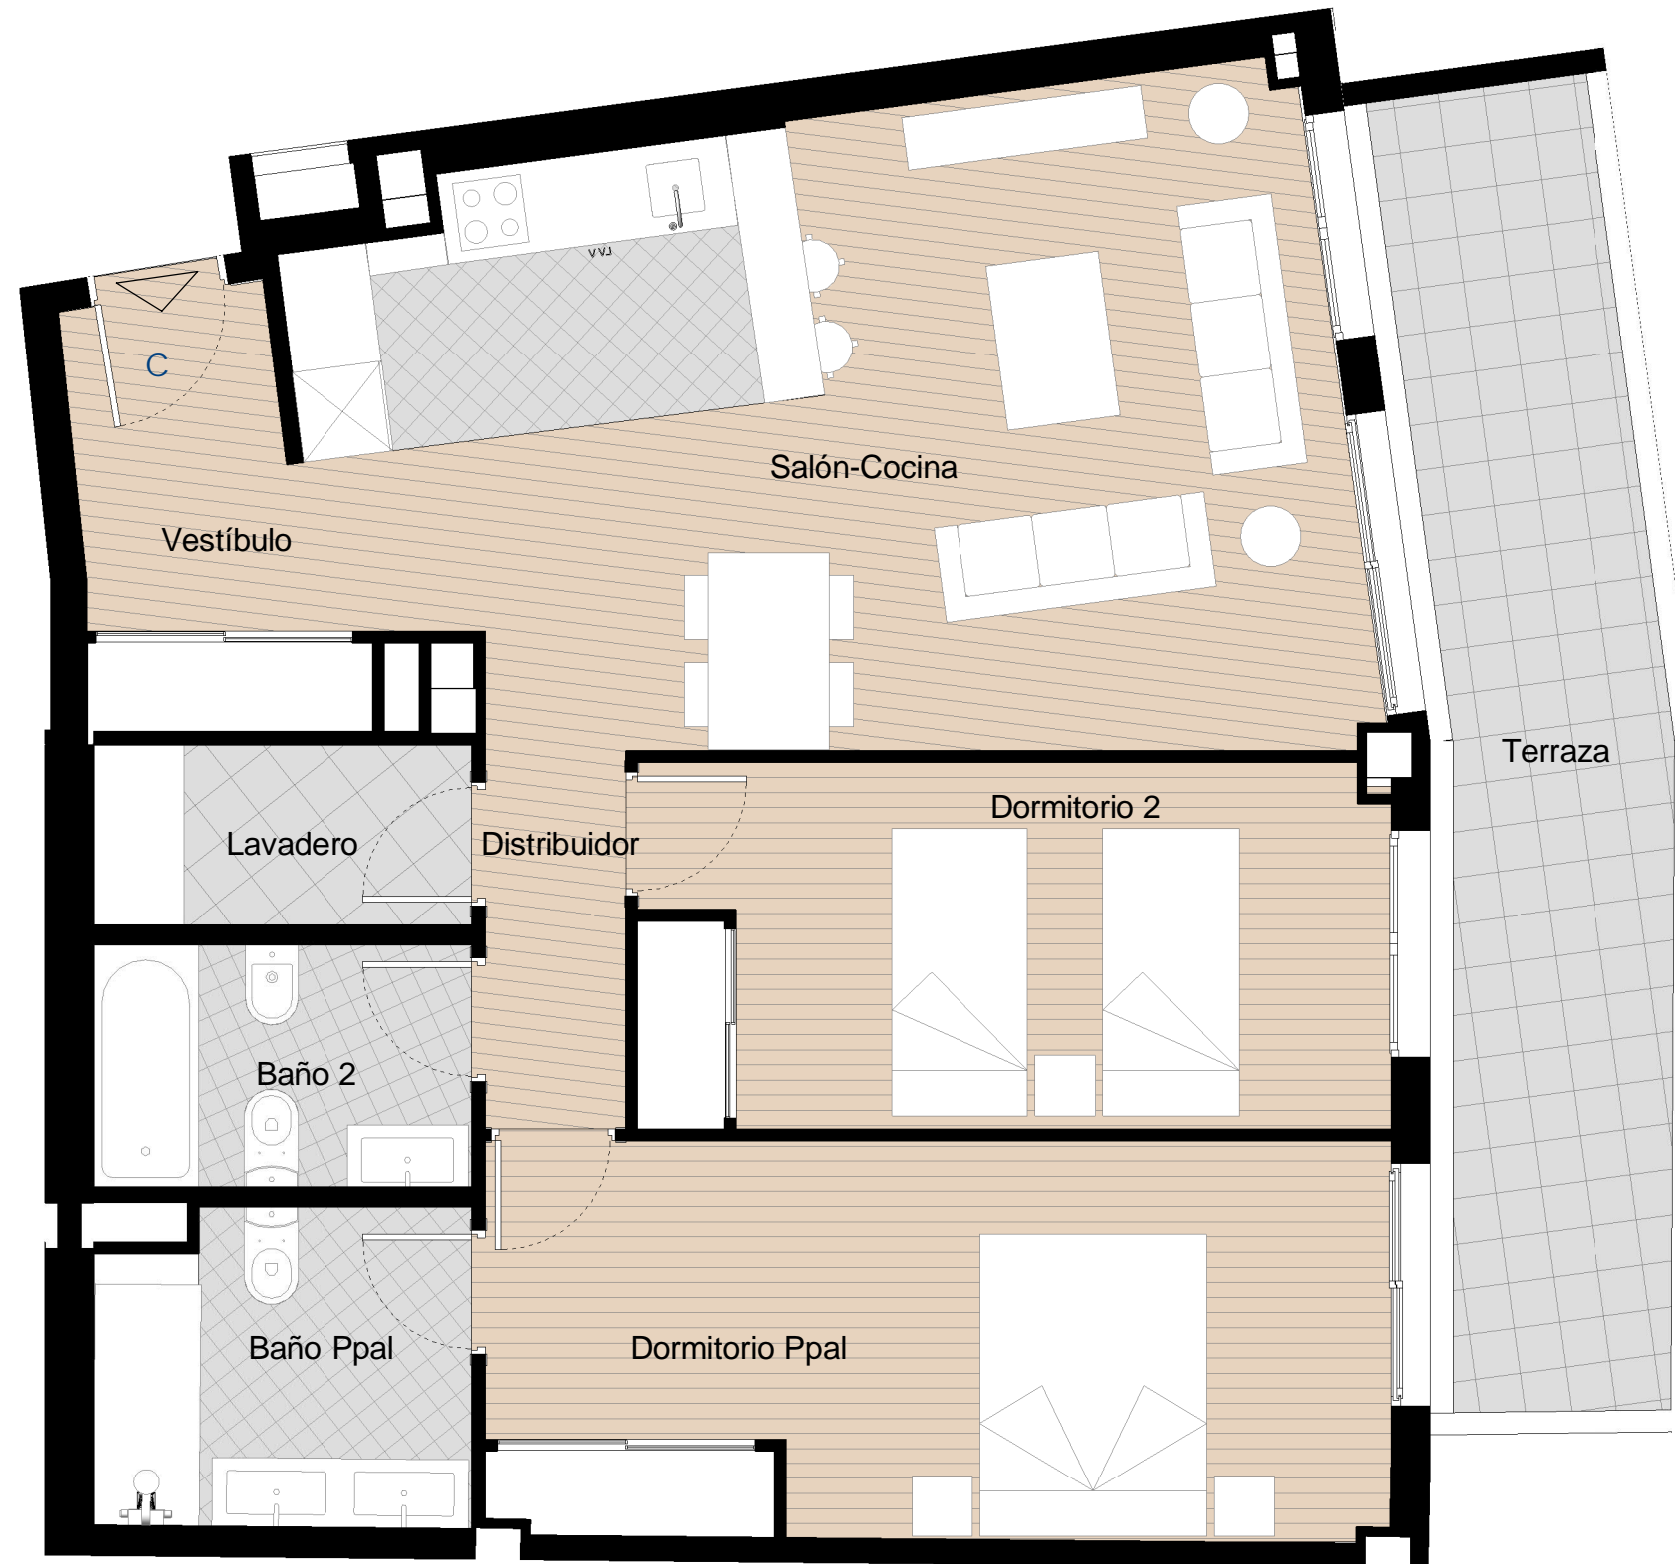 C
Salón-Cocina
Vestíbulo
Terraza
Dormitorio 2
Lavadero
Distribuidor
Baño 2
Baño Ppal
Dormitorio Ppal